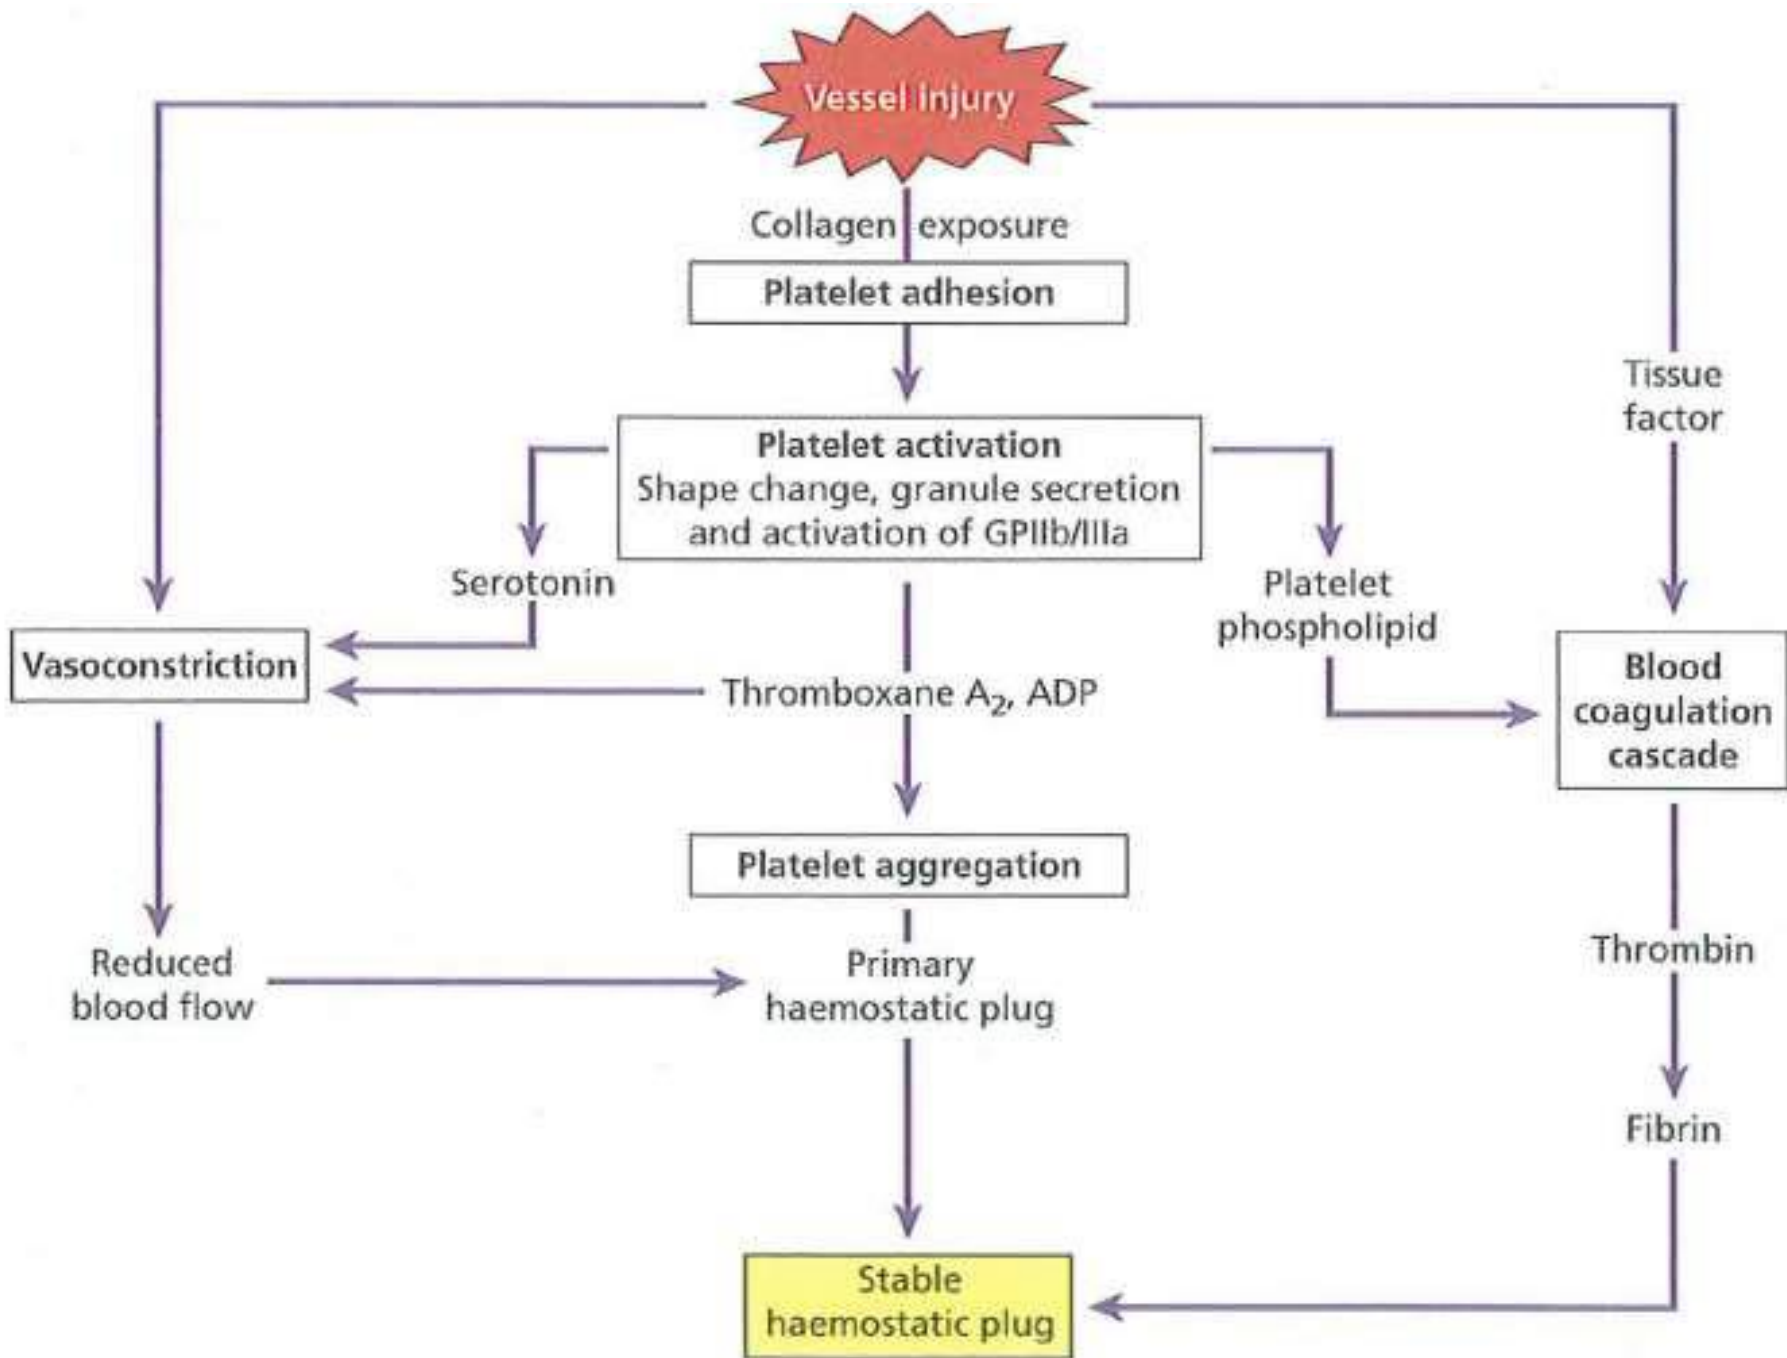 Vessel injury
Collagen exposure
Platelet adhesion
Tissue
factor
Platelet activation
Shape change, granule secretion
and activation of GPIIb/IIIa
Serotonin
Platelet
phospholipid
Vasoconstriction
Thromboxane A₂, ADP
Blood
coagulation
cascade
Platelet aggregation
Reduced
blood flow
Primary
haemostatic plug
Thrombin
Fibrin
Stable
haemostatic plug